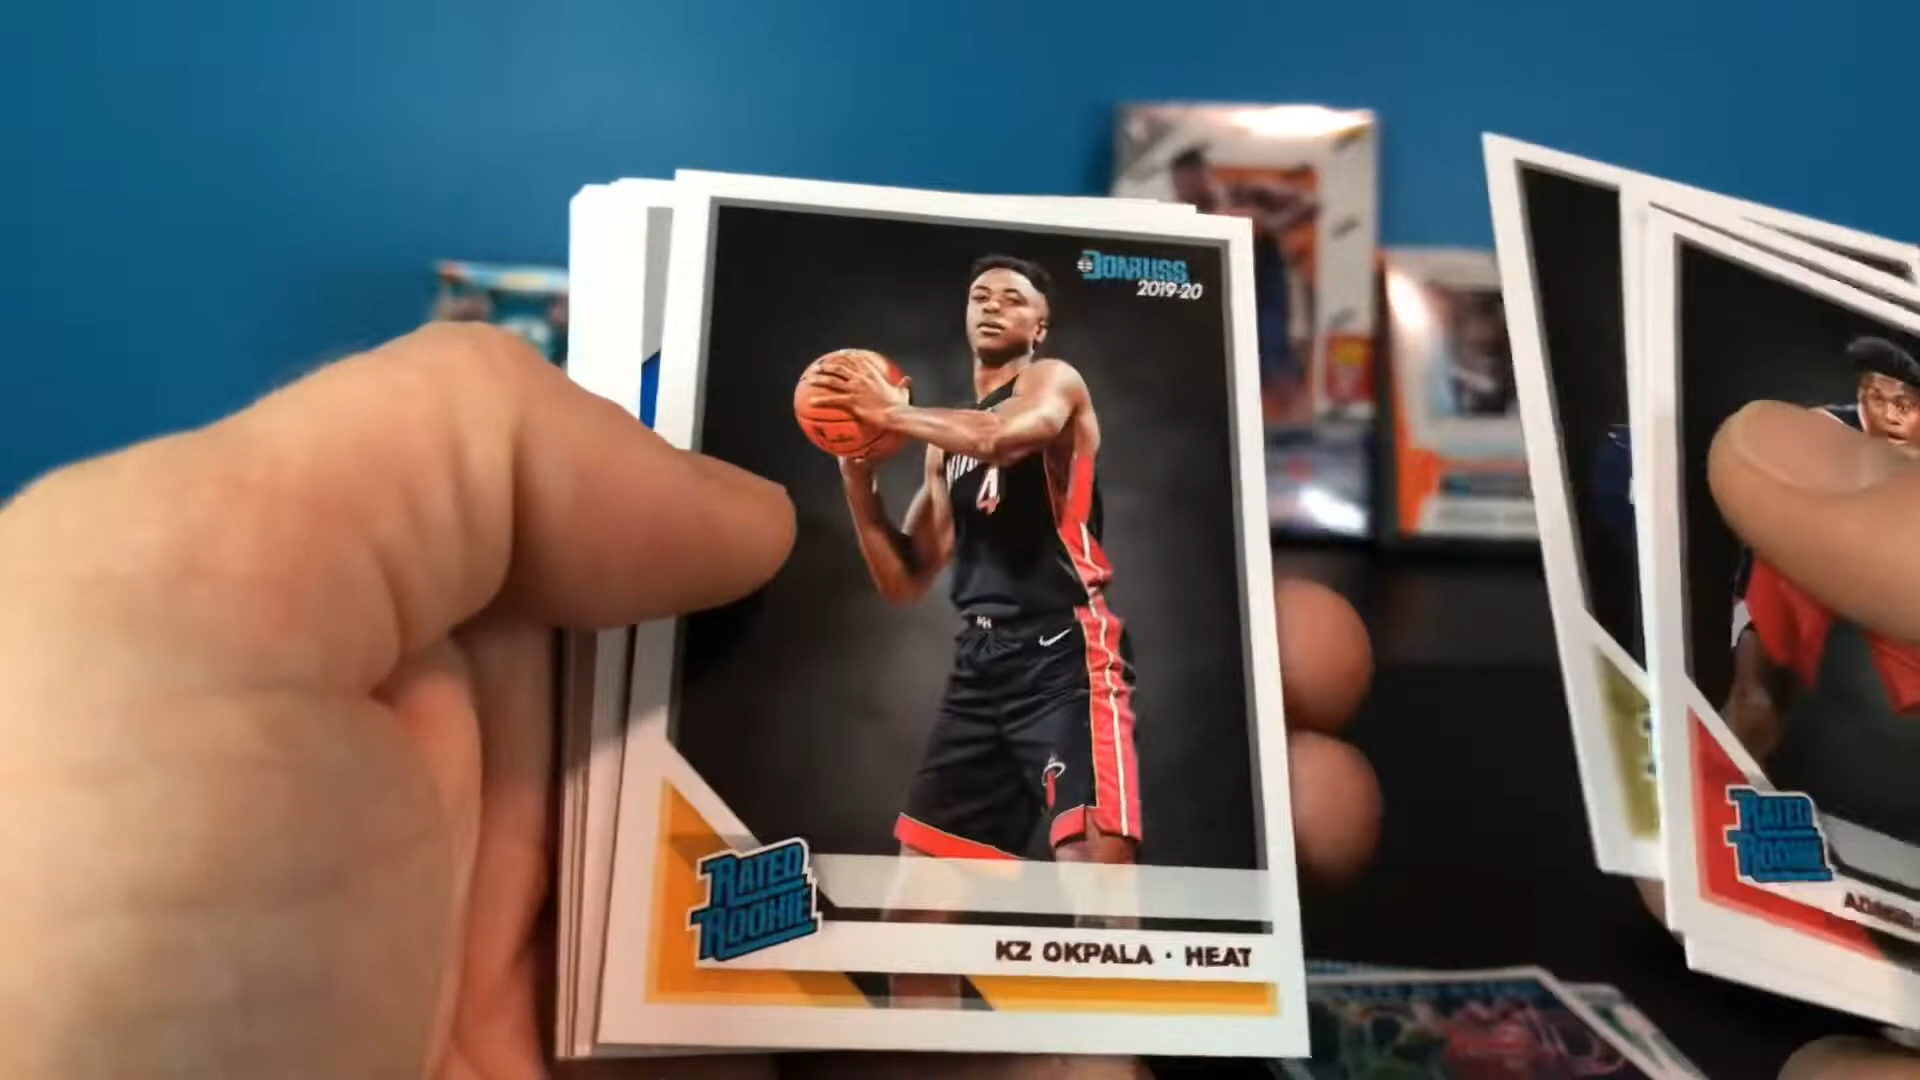 DONRUSS
2019-20
4
RATED
ROOKIE
KZ OKPALA · HEAT
RATED
ROOKIE